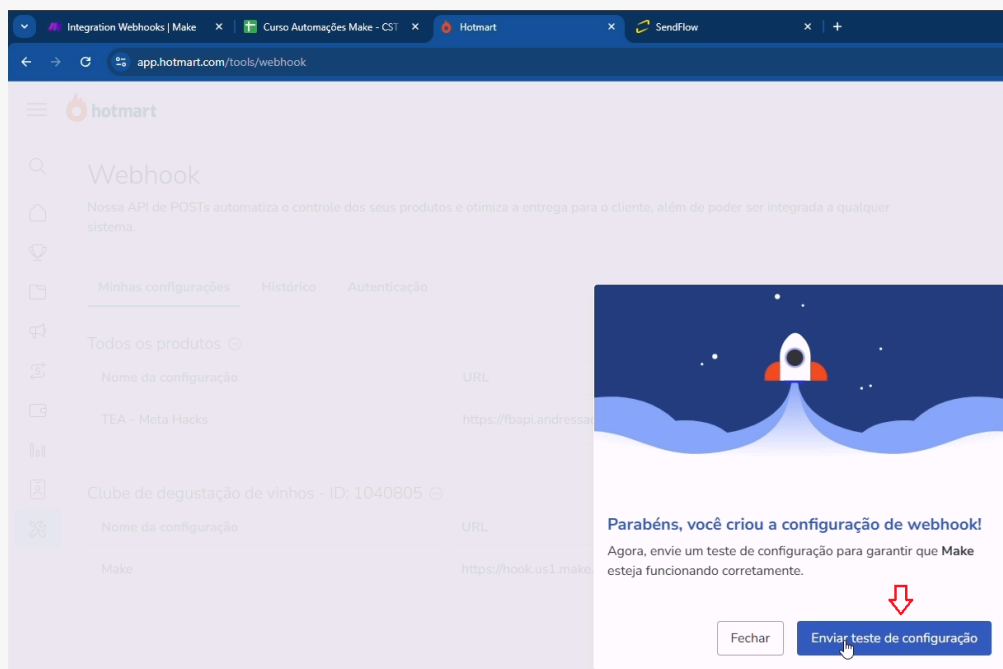 Integration Webhooks | Make
Curso Automações Make - CST
Hotmart
SendFlow
app.hotmart.com/tools/webhook
hotmart
Webhook
Nossa API de POSTs automatiza o controle dos seus produtos e otimiza a entrega para o cliente, além de poder ser integrada a qualquer
sistema.
Minhas configurações Histórico Autenticação
Todos os produtos
Nome da configuração URL
TEA - Meta Hacks https://fbapi.andressa
Clube de degustação de vinhos - ID: 1040805
Nome da configuração URL
Make https://hook.us1.make.
Parabéns, você criou a configuração de webhook!
Agora, envie um teste de configuração para garantir que Make
esteja funcionando corretamente.
Fechar Enviar teste de configuração